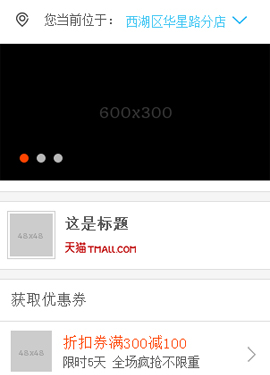 您当前位于： 西湖区华星路分店
600x300
48x48
这是标题
天猫 TMALL.COM
获取优惠券
48x48
折扣券满300减100
限时5天 全场疯抢不限重